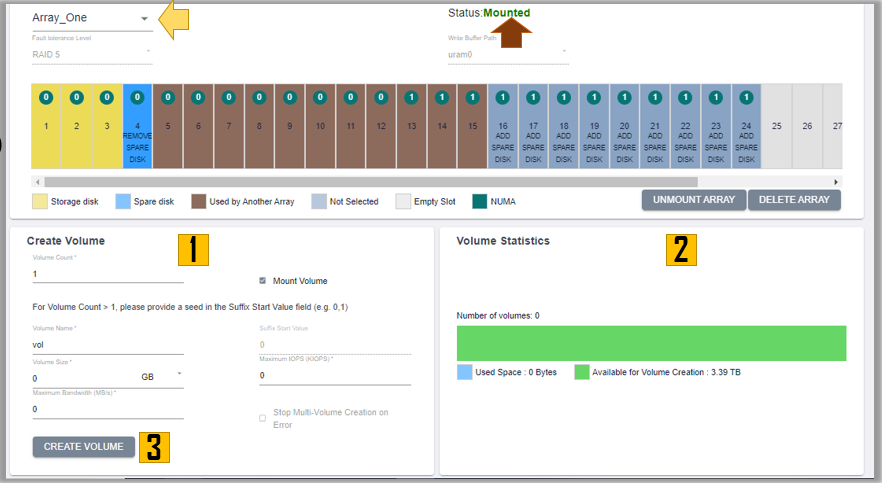 Array_One
Status:Mounted
Fault tolerance Level
Write Buffer Path
RAID 5
uram0
0 0 0 0 0 0 0 0 0 0 0 0 1 1 1 1 1 1 1 1 1 1 1 1
1 2 3 4 5 6 7 8 9 10 11 12 13 14 15 16 17 18 19 20 21 22 23 24 25 26 27
REMOVE ADD ADD ADD ADD ADD ADD ADD ADD ADD
SPARE SPARE SPARE SPARE SPARE SPARE SPARE SPARE SPARE SPARE
DISK DISK DISK DISK DISK DISK DISK DISK DISK DISK
Storage disk Spare disk Used by Another Array Not Selected Empty Slot NUMA
UNMOUNT ARRAY DELETE ARRAY
Create Volume
1
Volume Count *
1
Mount Volume
For Volume Count > 1, please provide a seed in the Suffix Start Value field (e.g. 0,1)
Volume Name *
Suffix Start Value
vol
0
Volume Size *
Maximum IOPS (KIOPS) *
0 GB
0
Maximum Bandwidth (MB/s) *
0
Stop Multi-Volume Creation on
Error
CREATE VOLUME
3
Volume Statistics
2
Number of volumes: 0
Used Space : 0 Bytes Available for Volume Creation : 3.39 TB